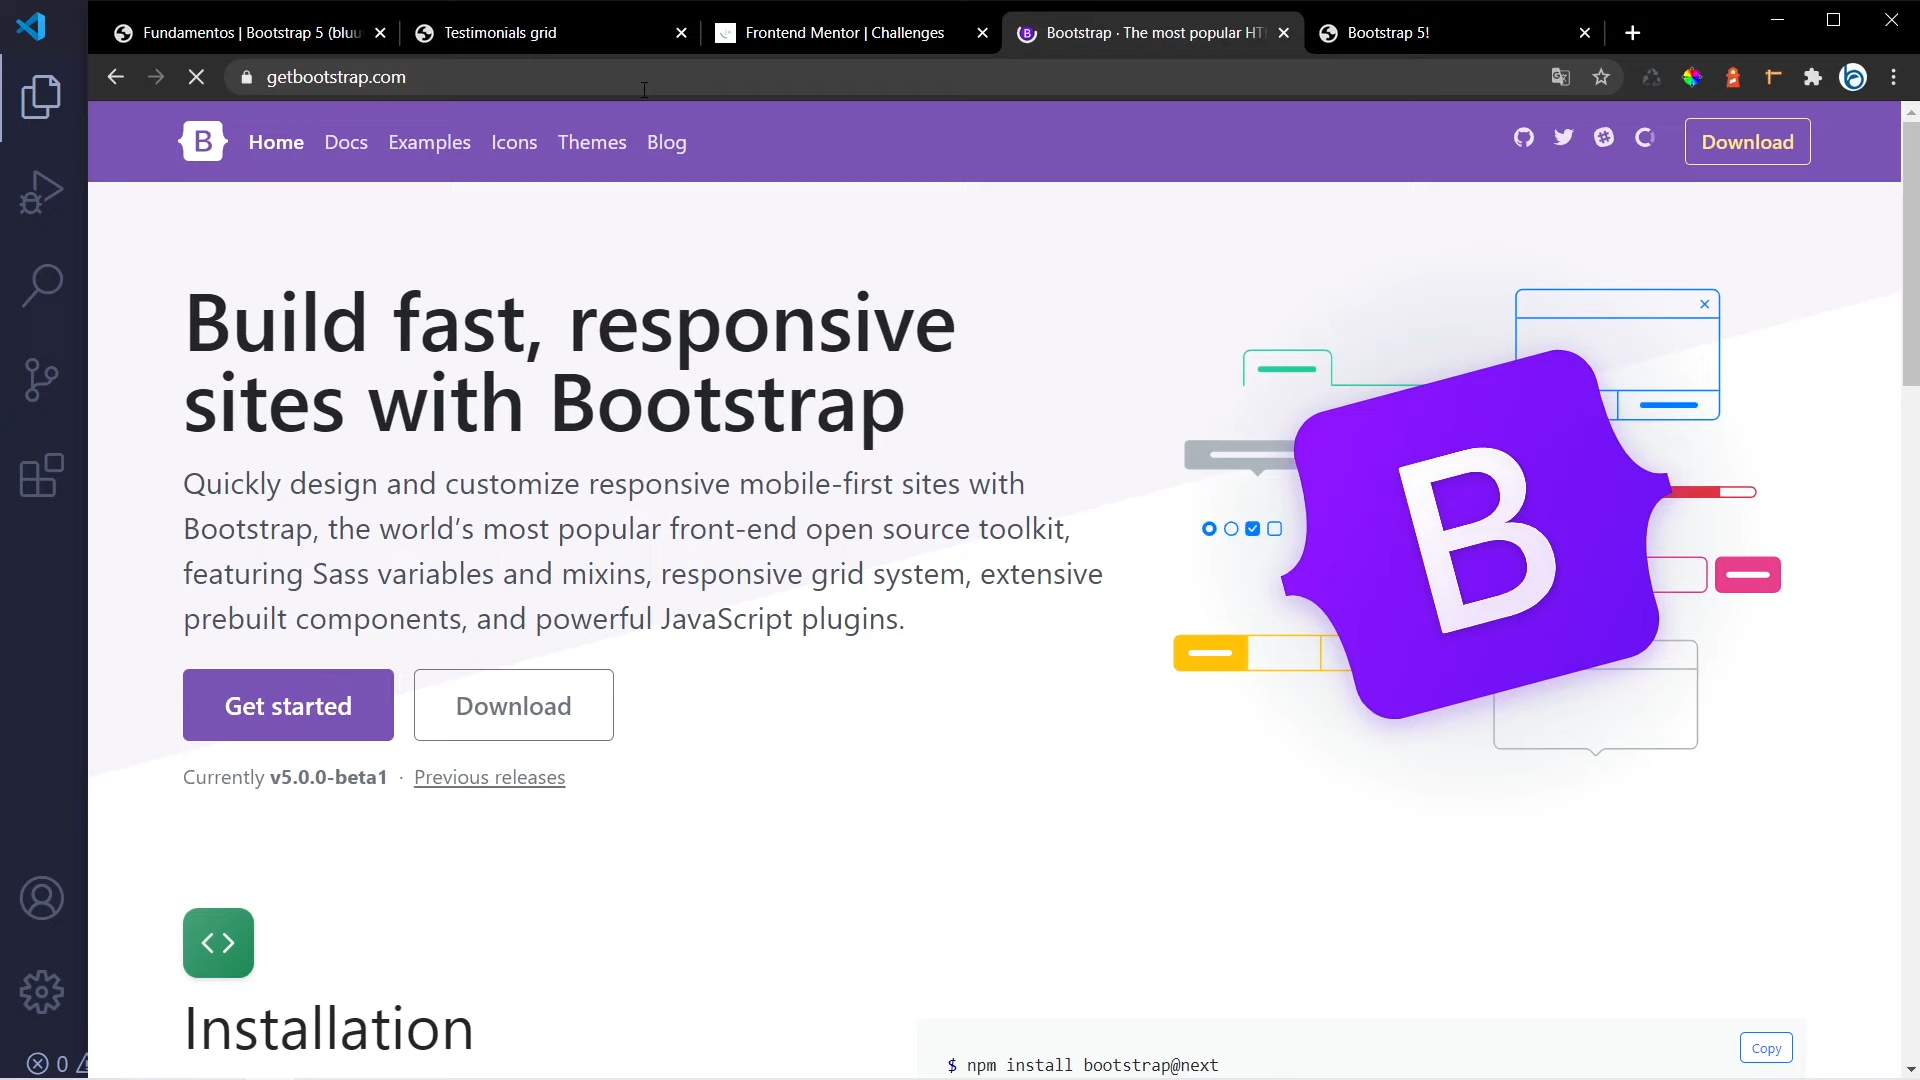 Fundamentos | Bootstrap 5 (bluu
Testimonials grid
Frontend Mentor | Challenges
Bootstrap · The most popular HT
Bootstrap 5!
getbootstrap.com
B
Home
Docs
Examples
Icons
Themes
Blog
Download
Build fast, responsive
sites with Bootstrap
Quickly design and customize responsive mobile-first sites with
Bootstrap, the world’s most popular front-end open source toolkit,
featuring Sass variables and mixins, responsive grid system, extensive
prebuilt components, and powerful JavaScript plugins.
B
Get started
Download
Currently v5.0.0-beta1 · Previous releases
Installation
Copy
$ npm install bootstrap@next
0